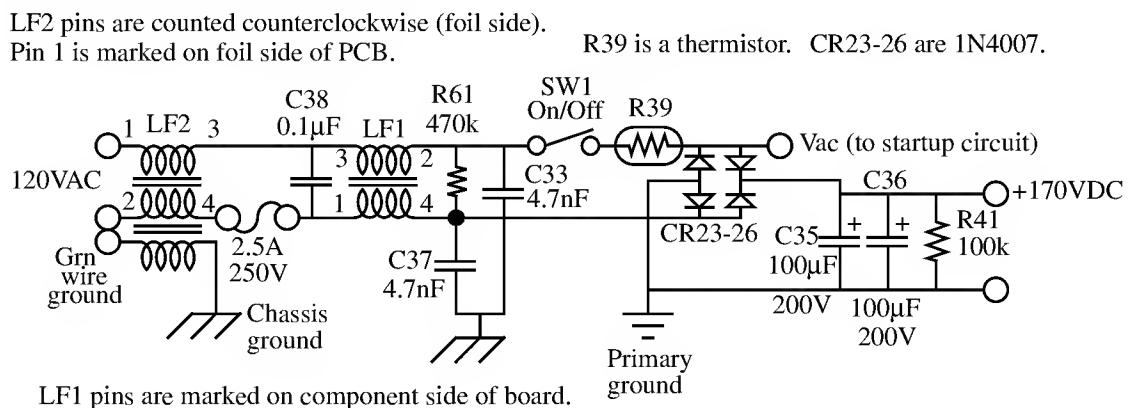 LF2 pins are counted counterclockwise (foil side).
Pin 1 is marked on foil side of PCB.
R39 is a thermistor. CR23-26 are 1N4007.
SW1
On/Off
R39
R61
470k
C38
0.1µF
LF1
1 LF2 3
3 2
Vac (to startup circuit)
120VAC
C33
4.7nF
C36
+170VDC
2 4
1 4
2.5A
250V
CR23-26
C35
100µF
200V
+ +
R41
100k
Grn
wire
ground
C37
4.7nF
Chassis
ground
100µF
200V
Primary
ground
LF1 pins are marked on component side of board.